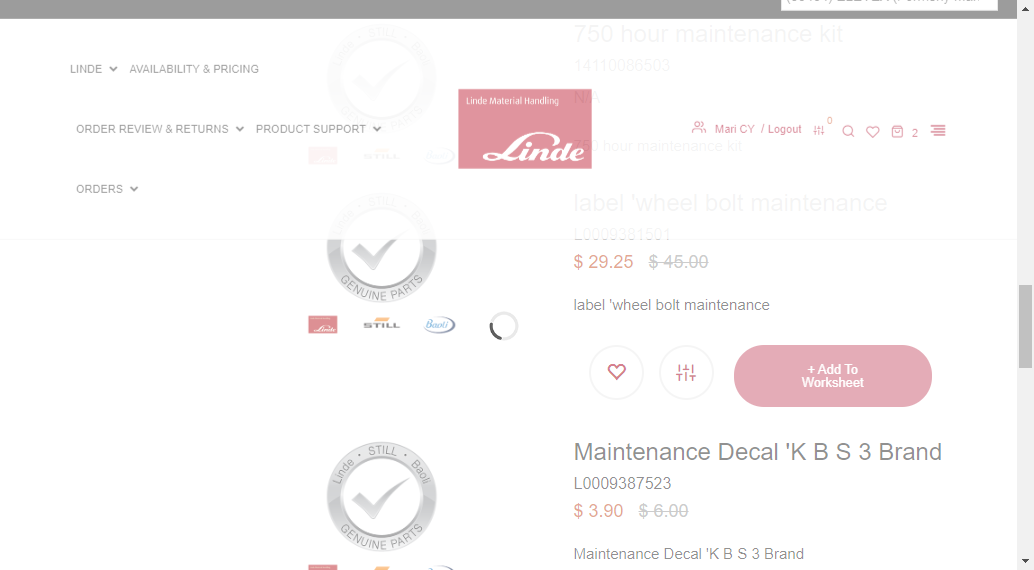 750 hour maintenance kit
14110086503
LINDE
AVAILABILITY & PRICING
N/A
Linde Material Handling
Linde
ORDER REVIEW & RETURNS
PRODUCT SUPPORT
Mari CY / Logout
0
2
750 hour maintenance kit
ORDERS
label 'wheel bolt maintenance
L0009381501
$ 29.25 $ 45.00
GENUINE PARTS
label 'wheel bolt maintenance
Linde STILL Baoli
+ Add To
Worksheet
Linde • STILL • Baoli
GENUINE PARTS
Maintenance Decal 'K B S 3 Brand
L0009387523
$ 3.90 $ 6.00
Maintenance Decal 'K B S 3 Brand